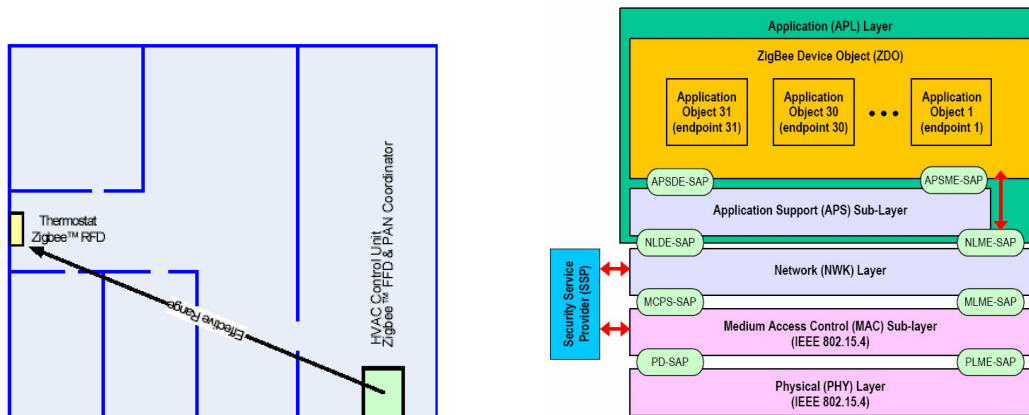 Thermostat
Zigbee™ RFD
Effective Range
HVAC Control Unit
Zigbee™ FFD & PAN Coordinator
Application (APL) Layer
ZigBee Device Object (ZDO)
Application
Object 31
(endpoint 31)
Application
Object 30
(endpoint 30)
Application
Object 1
(endpoint 1)
APSDE-SAP
APSME-SAP
Application Support (APS) Sub-Layer
NLDE-SAP
NLME-SAP
Security Service
Provider (SSP)
Network (NWK) Layer
MCPS-SAP
MLME-SAP
Medium Access Control (MAC) Sub-layer
(IEEE 802.15.4)
PD-SAP
PLME-SAP
Physical (PHY) Layer
(IEEE 802.15.4)